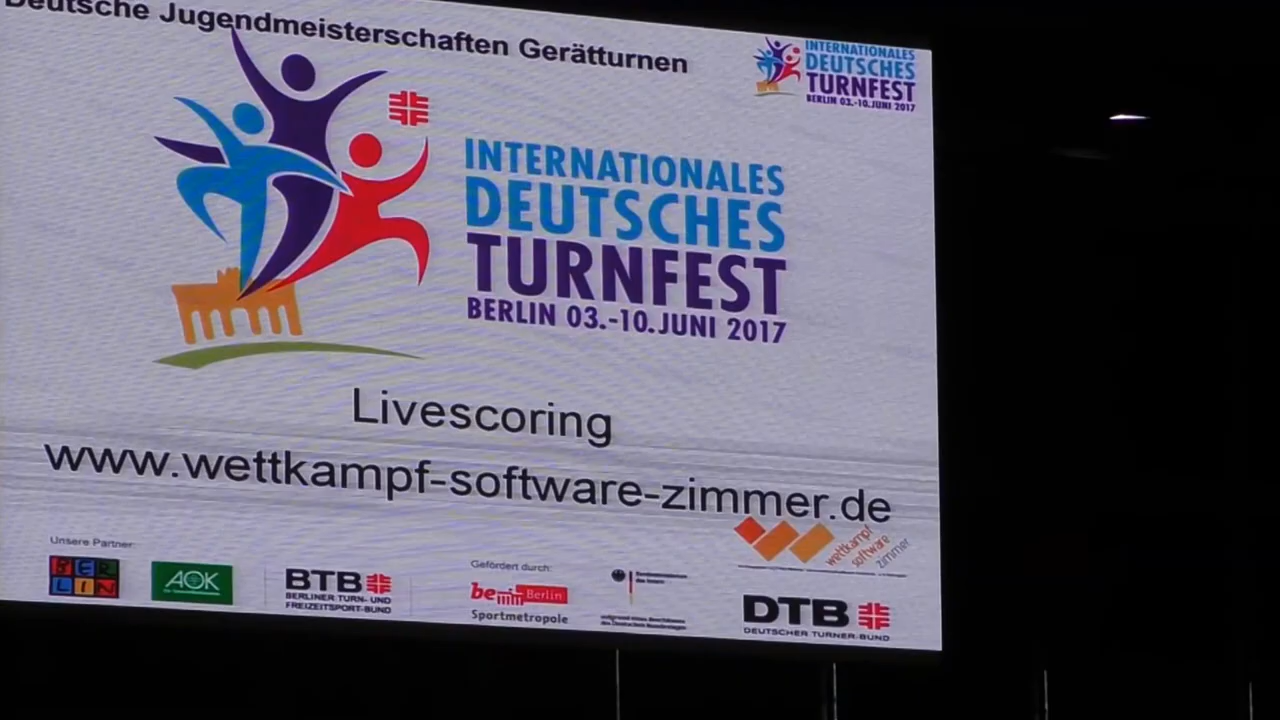 Deutsche Jugendmeisterschaften Gerätturnen
INTERNATIONALES
DEUTSCHES
TURNFEST
BERLIN 03.-10.JUNI 2017
INTERNATIONALES
DEUTSCHES
TURNFEST
BERLIN 03.-10.JUNI 2017
Livescoring
www.wettkampf-software-zimmer.de
wettkampf
software
zimmer
Unsere Partner:
BER
LIN
AOK
BTB
BERLINER TURN- UND
FREIZEITSPORT-BUND
Gefördert durch:
be Berlin
Sportmetropole
DTB
DEUTSCHER TURNER-BUND